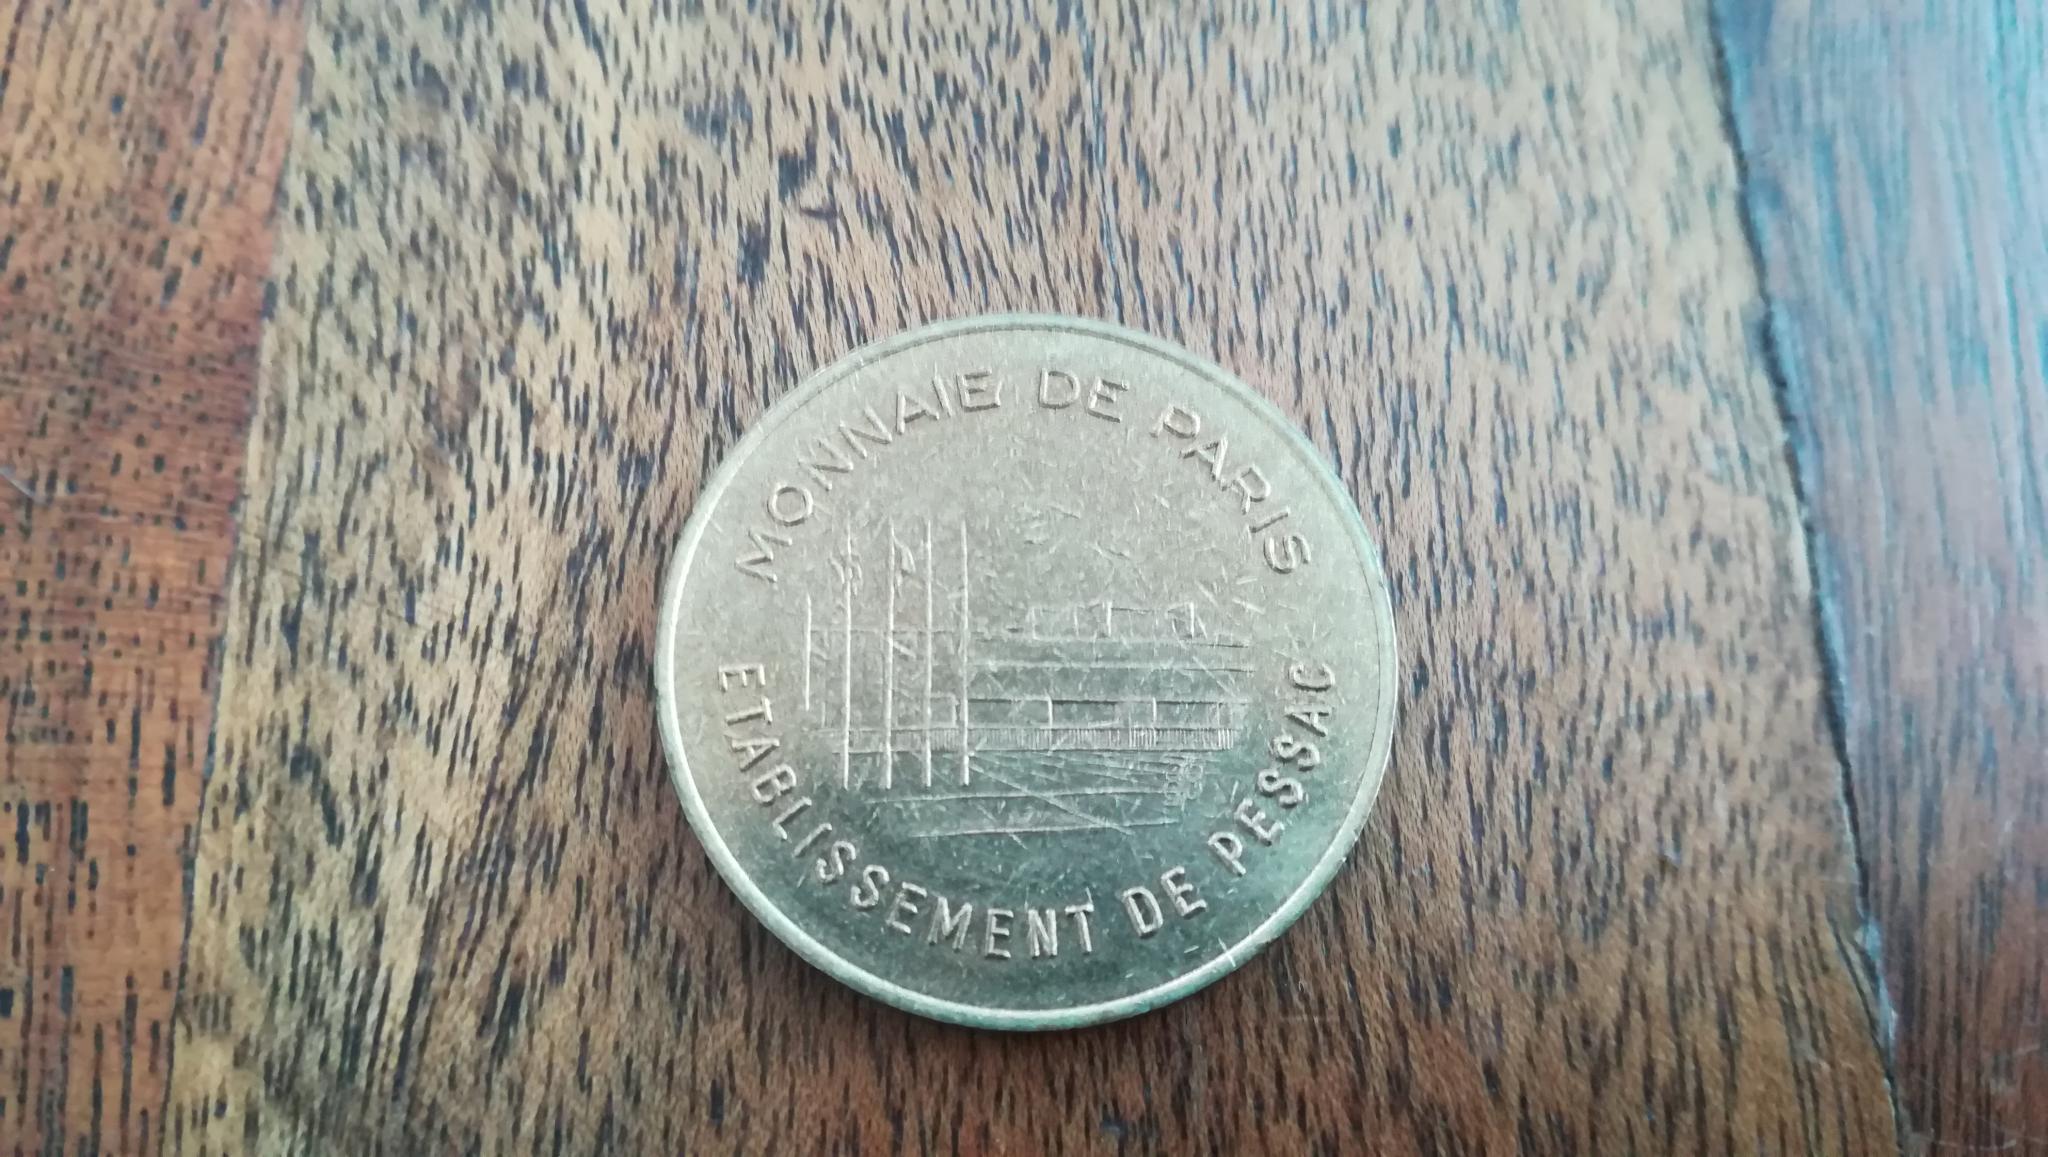 MONNAIE DE PARIS
ETABLISSEMENT DE PESSAC